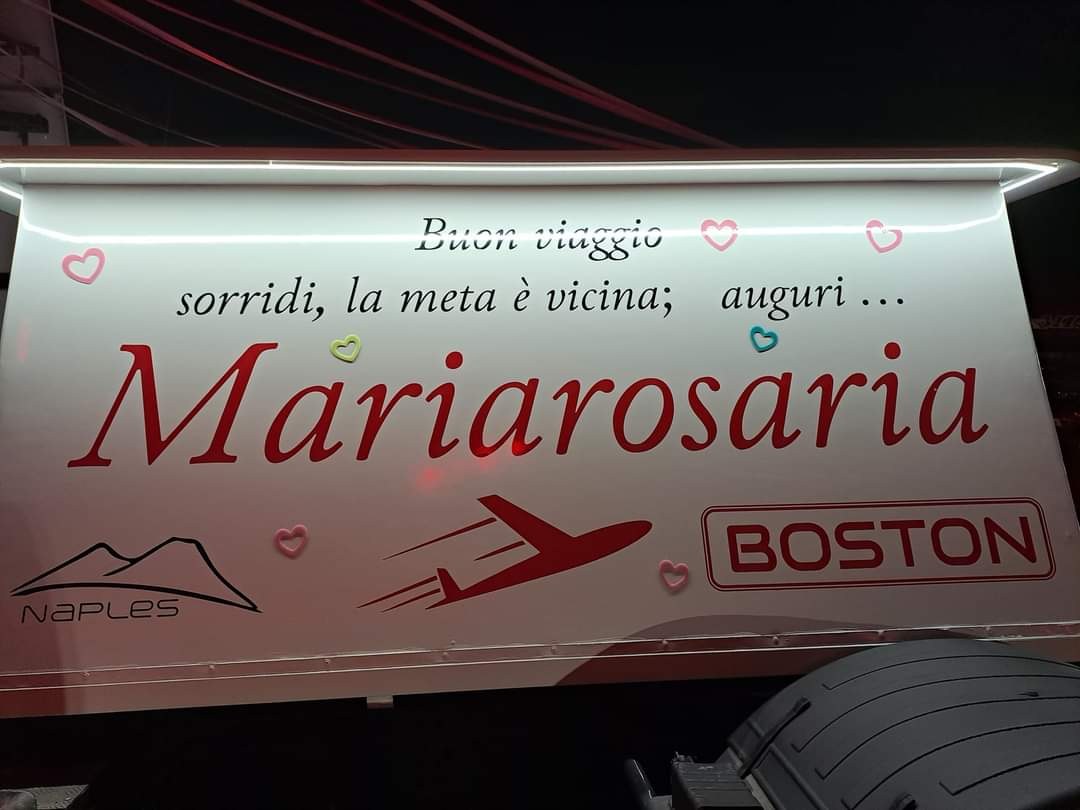 Buon viaggio
sorridi, la meta è vicina; auguri ...
Mariarosaria
NAPLES
BOSTON